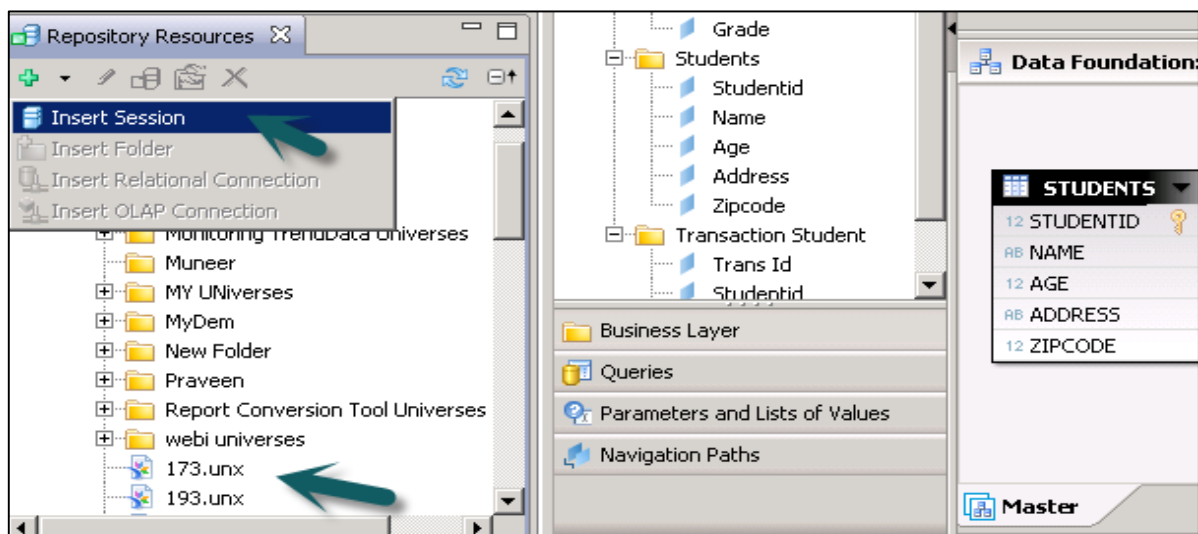 Repository Resources
Insert Session
Insert Folder
Insert Relational Connection
Insert OLAP Connection
Monitoring TrendData Universes
Muneer
MY UNiverses
MyDem
New Folder
Praveen
Report Conversion Tool Universes
webi universes
173.unx
193.unx
Grade
Students
Studentid
Name
Age
Address
Zipcode
Transaction Student
Trans Id
Studentid
Business Layer
Queries
Parameters and Lists of Values
Navigation Paths
Data Foundation:
STUDENTS
12 STUDENTID
AB NAME
12 AGE
AB ADDRESS
12 ZIPCODE
Master